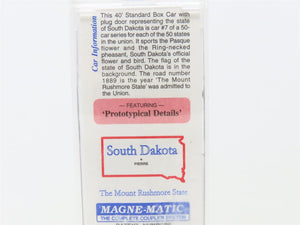 Car Information
This 40' Standard Box Car with
plug door representing the state
of South Dakota is car #7 of a 50-
car series for each of the 50 states
in the union. It sports the Pasque
flower and the Ring-necked
pheasant, South Dakota's official
flower and bird. The flag of the
state of South Dakota is in the
background. The road number
1889 is the year 'The Mount
Rushmore State' was admitted to
the Union.
— FEATURING —
'Prototypical Details'
South Dakota
PIERRE
The Mount Rushmore State
MAGNE-MATIC
THE COMPLETE COUPLER SYSTEM